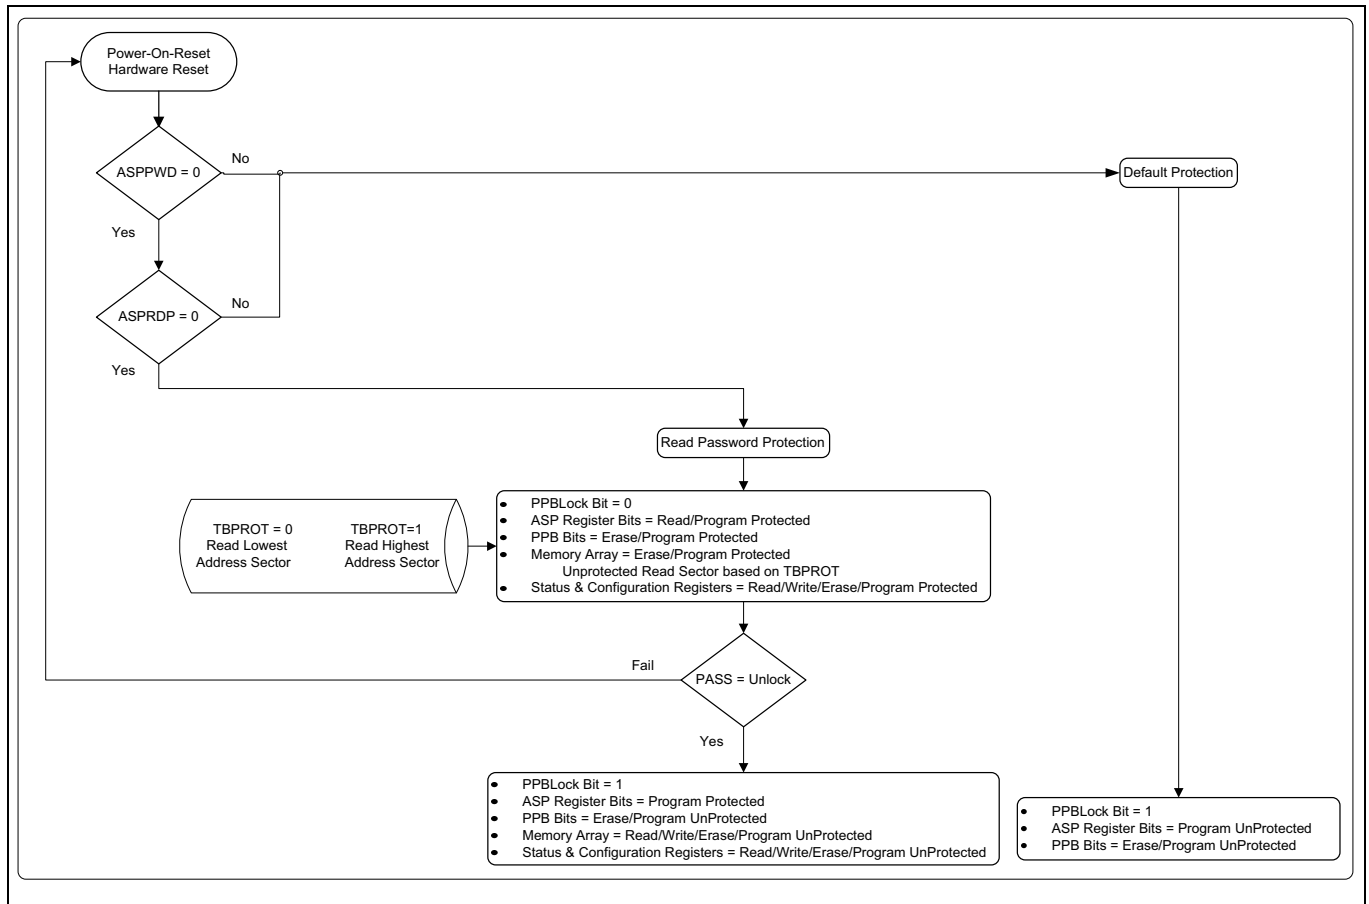 Power-On-Reset
Hardware Reset
ASPPWD = 0
No
Default Protection
Yes
ASPRDP = 0
No
Yes
Read Password Protection
TBPROT = 0
Read Lowest
Address Sector
TBPROT=1
Read Highest
Address Sector
• PPBLock Bit = 0
• ASP Register Bits = Read/Program Protected
• PPB Bits = Erase/Program Protected
• Memory Array = Erase/Program Protected
Unprotected Read Sector based on TBPROT
• Status & Configuration Registers = Read/Write/Erase/Program Protected
Fail
PASS = Unlock
Yes
• PPBLock Bit = 1
• ASP Register Bits = Program Protected
• PPB Bits = Erase/Program UnProtected
• Memory Array = Read/Write/Erase/Program UnProtected
• Status & Configuration Registers = Read/Write/Erase/Program UnProtected
• PPBLock Bit = 1
• ASP Register Bits = Program UnProtected
• PPB Bits = Erase/Program UnProtected